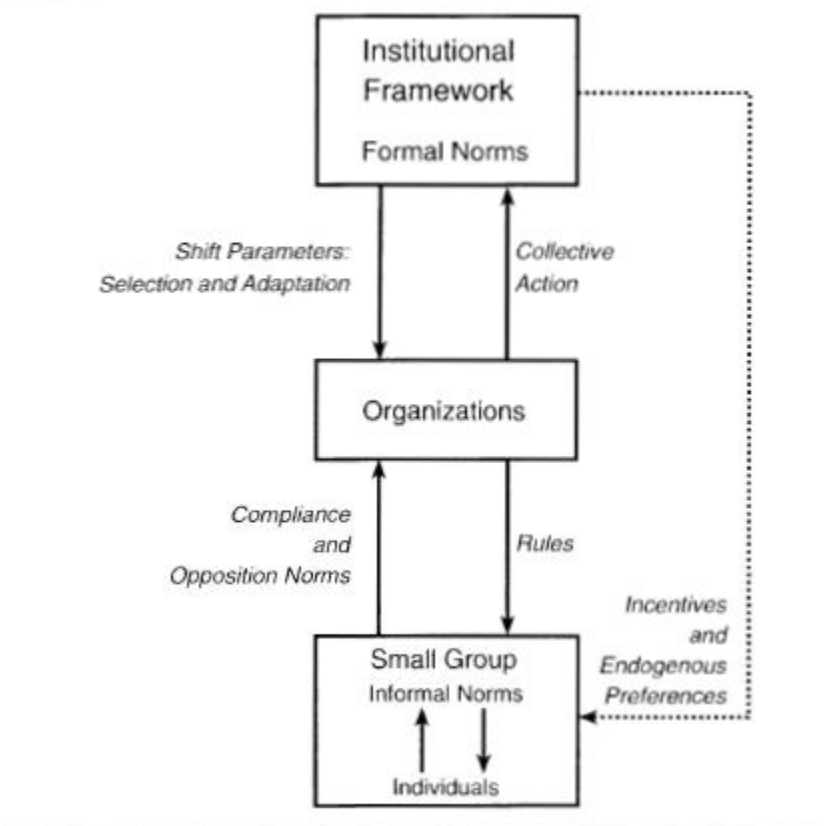 Institutional
Framework
Formal Norms
Shift Parameters:
Selection and Adaptation
Collective
Action
Organizations
Compliance
and
Opposition Norms
Rules
Incentives
and
Endogenous
Preferences
Small Group
Informal Norms
Individuals